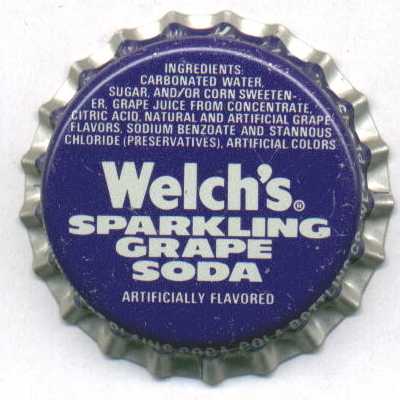 INGREDIENTS:
CARBONATED WATER,
SUGAR, AND/OR CORN SWEETEN-
ER, GRAPE JUICE FROM CONCENTRATE,
CITRIC ACID, NATURAL AND ARTIFICIAL GRAPE
FLAVORS, SODIUM BENZOATE AND STANNOUS
CHLORIDE (PRESERVATIVES), ARTIFICIAL COLORS
Welch's®
SPARKLING
GRAPE
SODA
ARTIFICIALLY FLAVORED